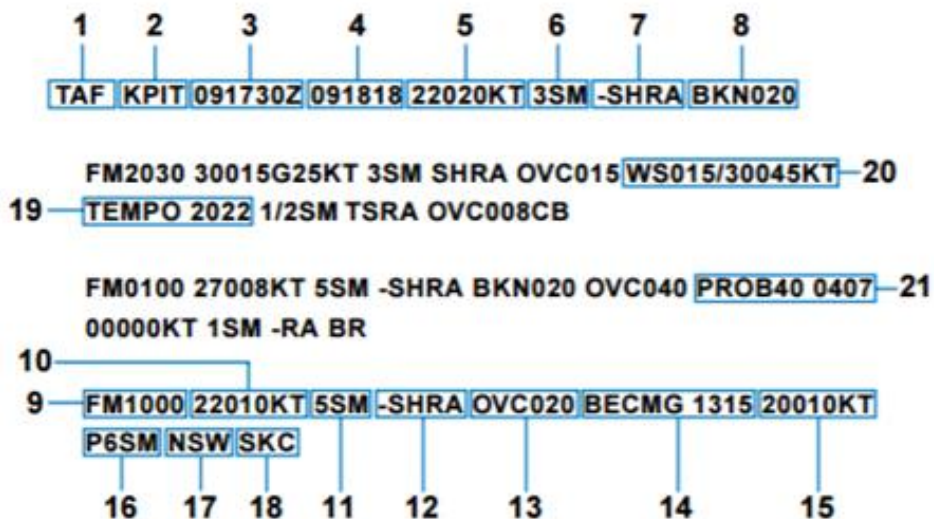 1 2 3 4 5 6 7 8
TAF KPIT 091730Z 091818 22020KT 3SM -SHRA BKN020
FM2030 30015G25KT 3SM SHRA OVC015 WS015/30045KT 20
19 TEMPO 2022 1/2SM TSRA OVC008CB
FM0100 27008KT 5SM -SHRA BKN020 OVC040 PROB40 0407 21
00000KT 1SM -RA BR
10
9 FM1000 22010KT 5SM -SHRA OVC020 BECMG 1315 20010KT
P6SM NSW SKC
16 17 18 11 12 13 14 15